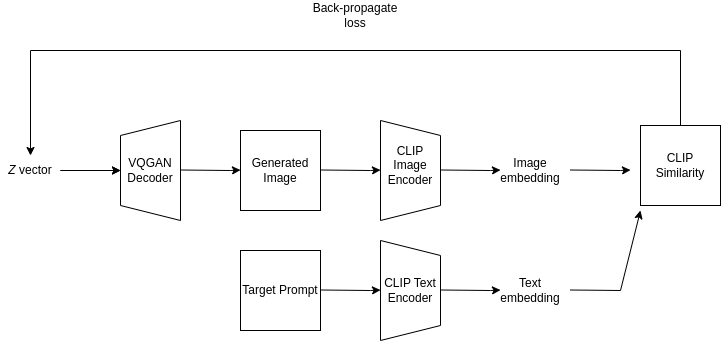 Back-propagate
loss
Z vector
VQGAN
Decoder
Generated
Image
CLIP
Image
Encoder
Image
embedding
CLIP
Similarity
Target Prompt
CLIP Text
Encoder
Text
embedding